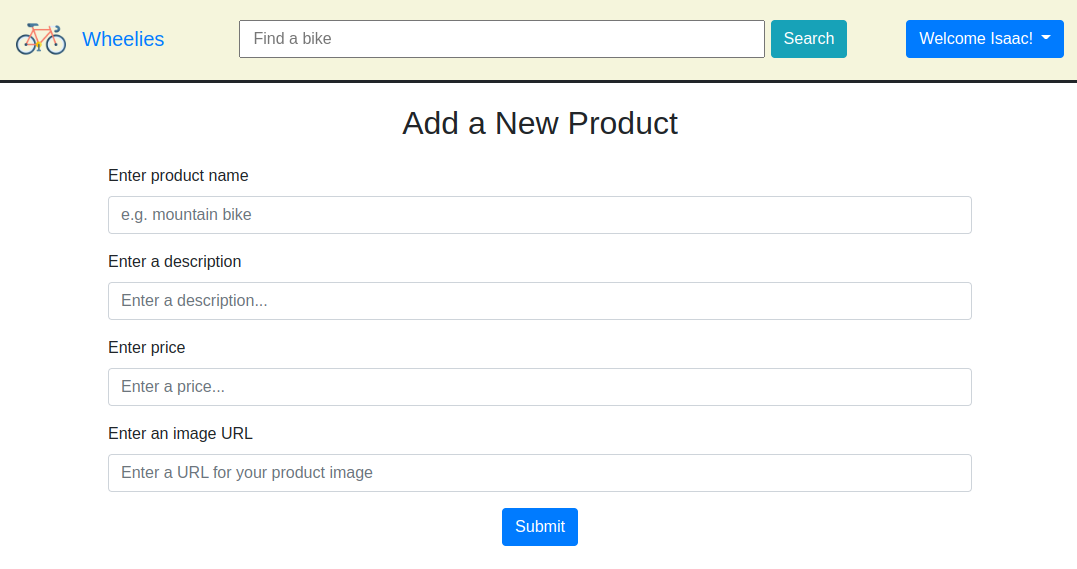 Wheelies
Find a bike
Search
Welcome Isaac!
Add a New Product
Enter product name
e.g. mountain bike
Enter a description
Enter a description...
Enter price
Enter a price...
Enter an image URL
Enter a URL for your product image
Submit